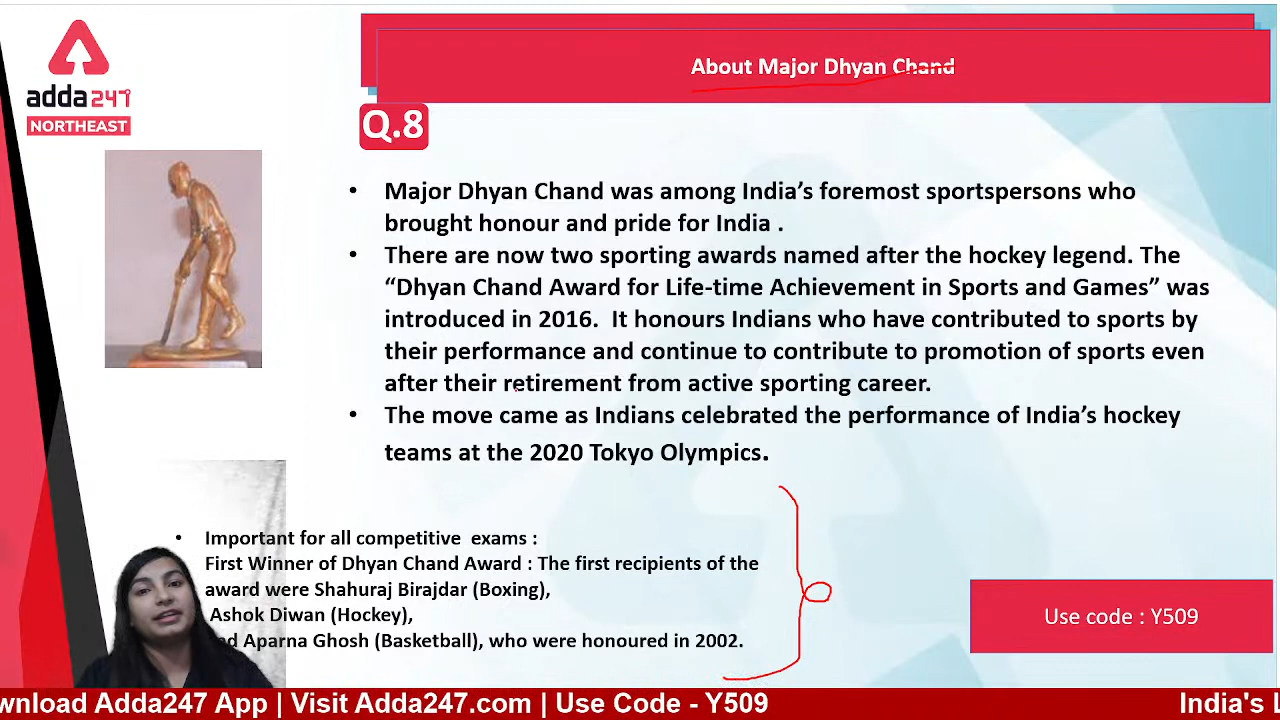 About Major Dhyan Chand
adda247
NORTHEAST
Q.8
• Major Dhyan Chand was among India's foremost sportspersons who
brought honour and pride for India .
• There are now two sporting awards named after the hockey legend. The
“Dhyan Chand Award for Life-time Achievement in Sports and Games” was
introduced in 2016.  It honours Indians who have contributed to sports by
their performance and continue to contribute to promotion of sports even
after their retirement from active sporting career.
• The move came as Indians celebrated the performance of India's hockey
teams at the 2020 Tokyo Olympics.
• Important for all competitive  exams :
First Winner of Dhyan Chand Award : The first recipients of the
award were Shahuraj Birajdar (Boxing),
Ashok Diwan (Hockey),
Aparna Ghosh (Basketball), who were honoured in 2002.
Use code : Y509
wnload Adda247 App | Visit Adda247.com | Use Code - Y509
India's L